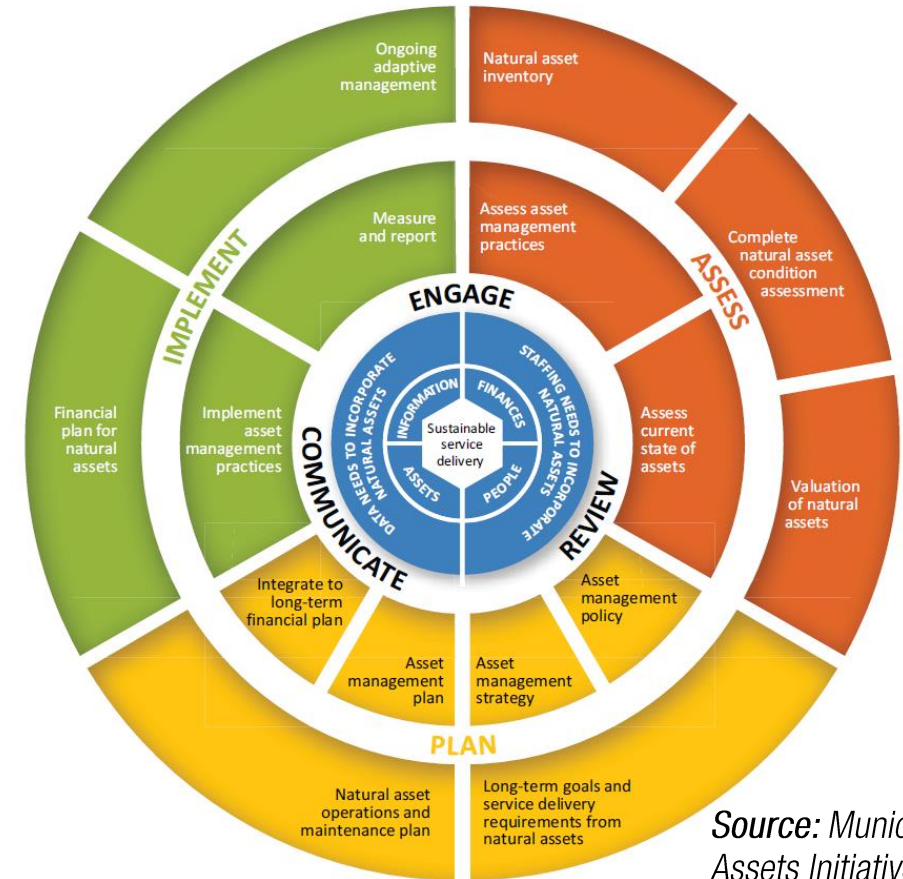 Ongoing
adaptive
management
Natural asset
inventory
Measure
and report
Assess asset
management
practices
Complete
natural asset
condition
assessment
IMPLEMENT
ASSESS
ENGAGE
Financial
plan for
natural
assets
Implement
asset
management
practices
DATA NEEDS TO INCORPORATE
NATURAL ASSETS
INFORMATION
FINANCES
STAFFING NEEDS TO INCORPORATE
NATURAL ASSETS
Sustainable
service
delivery
ASSETS
PEOPLE
Assess
current
state of
assets
Valuation
of natural
assets
COMMUNICATE
REVIEW
Integrate to
long-term
financial plan
Asset
management
plan
Asset
management
strategy
Asset
management
policy
PLAN
Natural asset
operations and
maintenance plan
Long-term goals and
service delivery
requirements from
natural assets
Source:
Assets